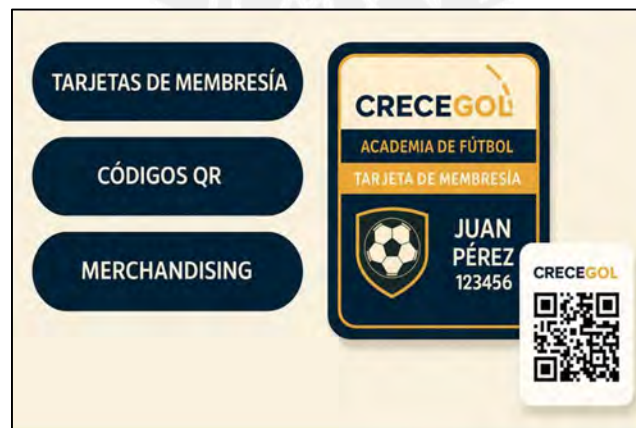 TARJETAS DE MEMBRESÍA
CÓDIGOS QR
MERCHANDISING
CRECEGOL
ACADEMIA DE FÚTBOL
TARJETA DE MEMBRESÍA
JUAN
PÉREZ
123456
CRECEGOL